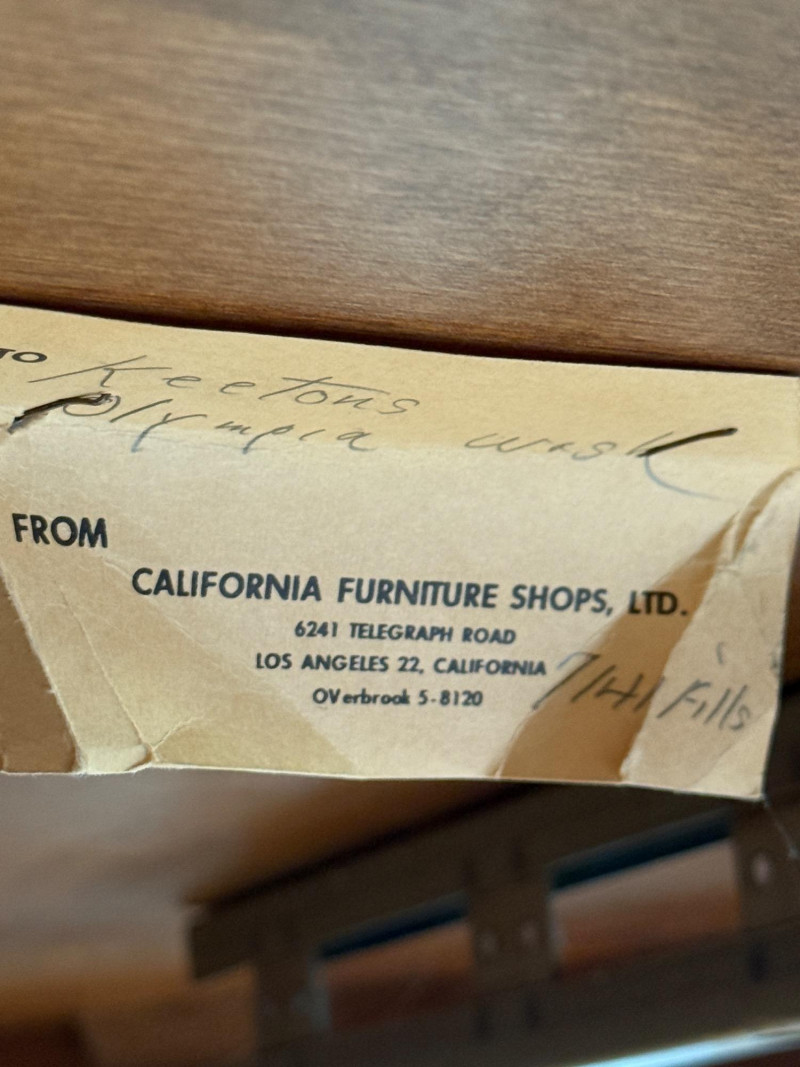 TO Keetons
Olympia Wash
FROM
CALIFORNIA FURNITURE SHOPS, LTD.
6241 TELEGRAPH ROAD
LOS ANGELES 22, CALIFORNIA
OVerbrook 5-8120
7141 Fills